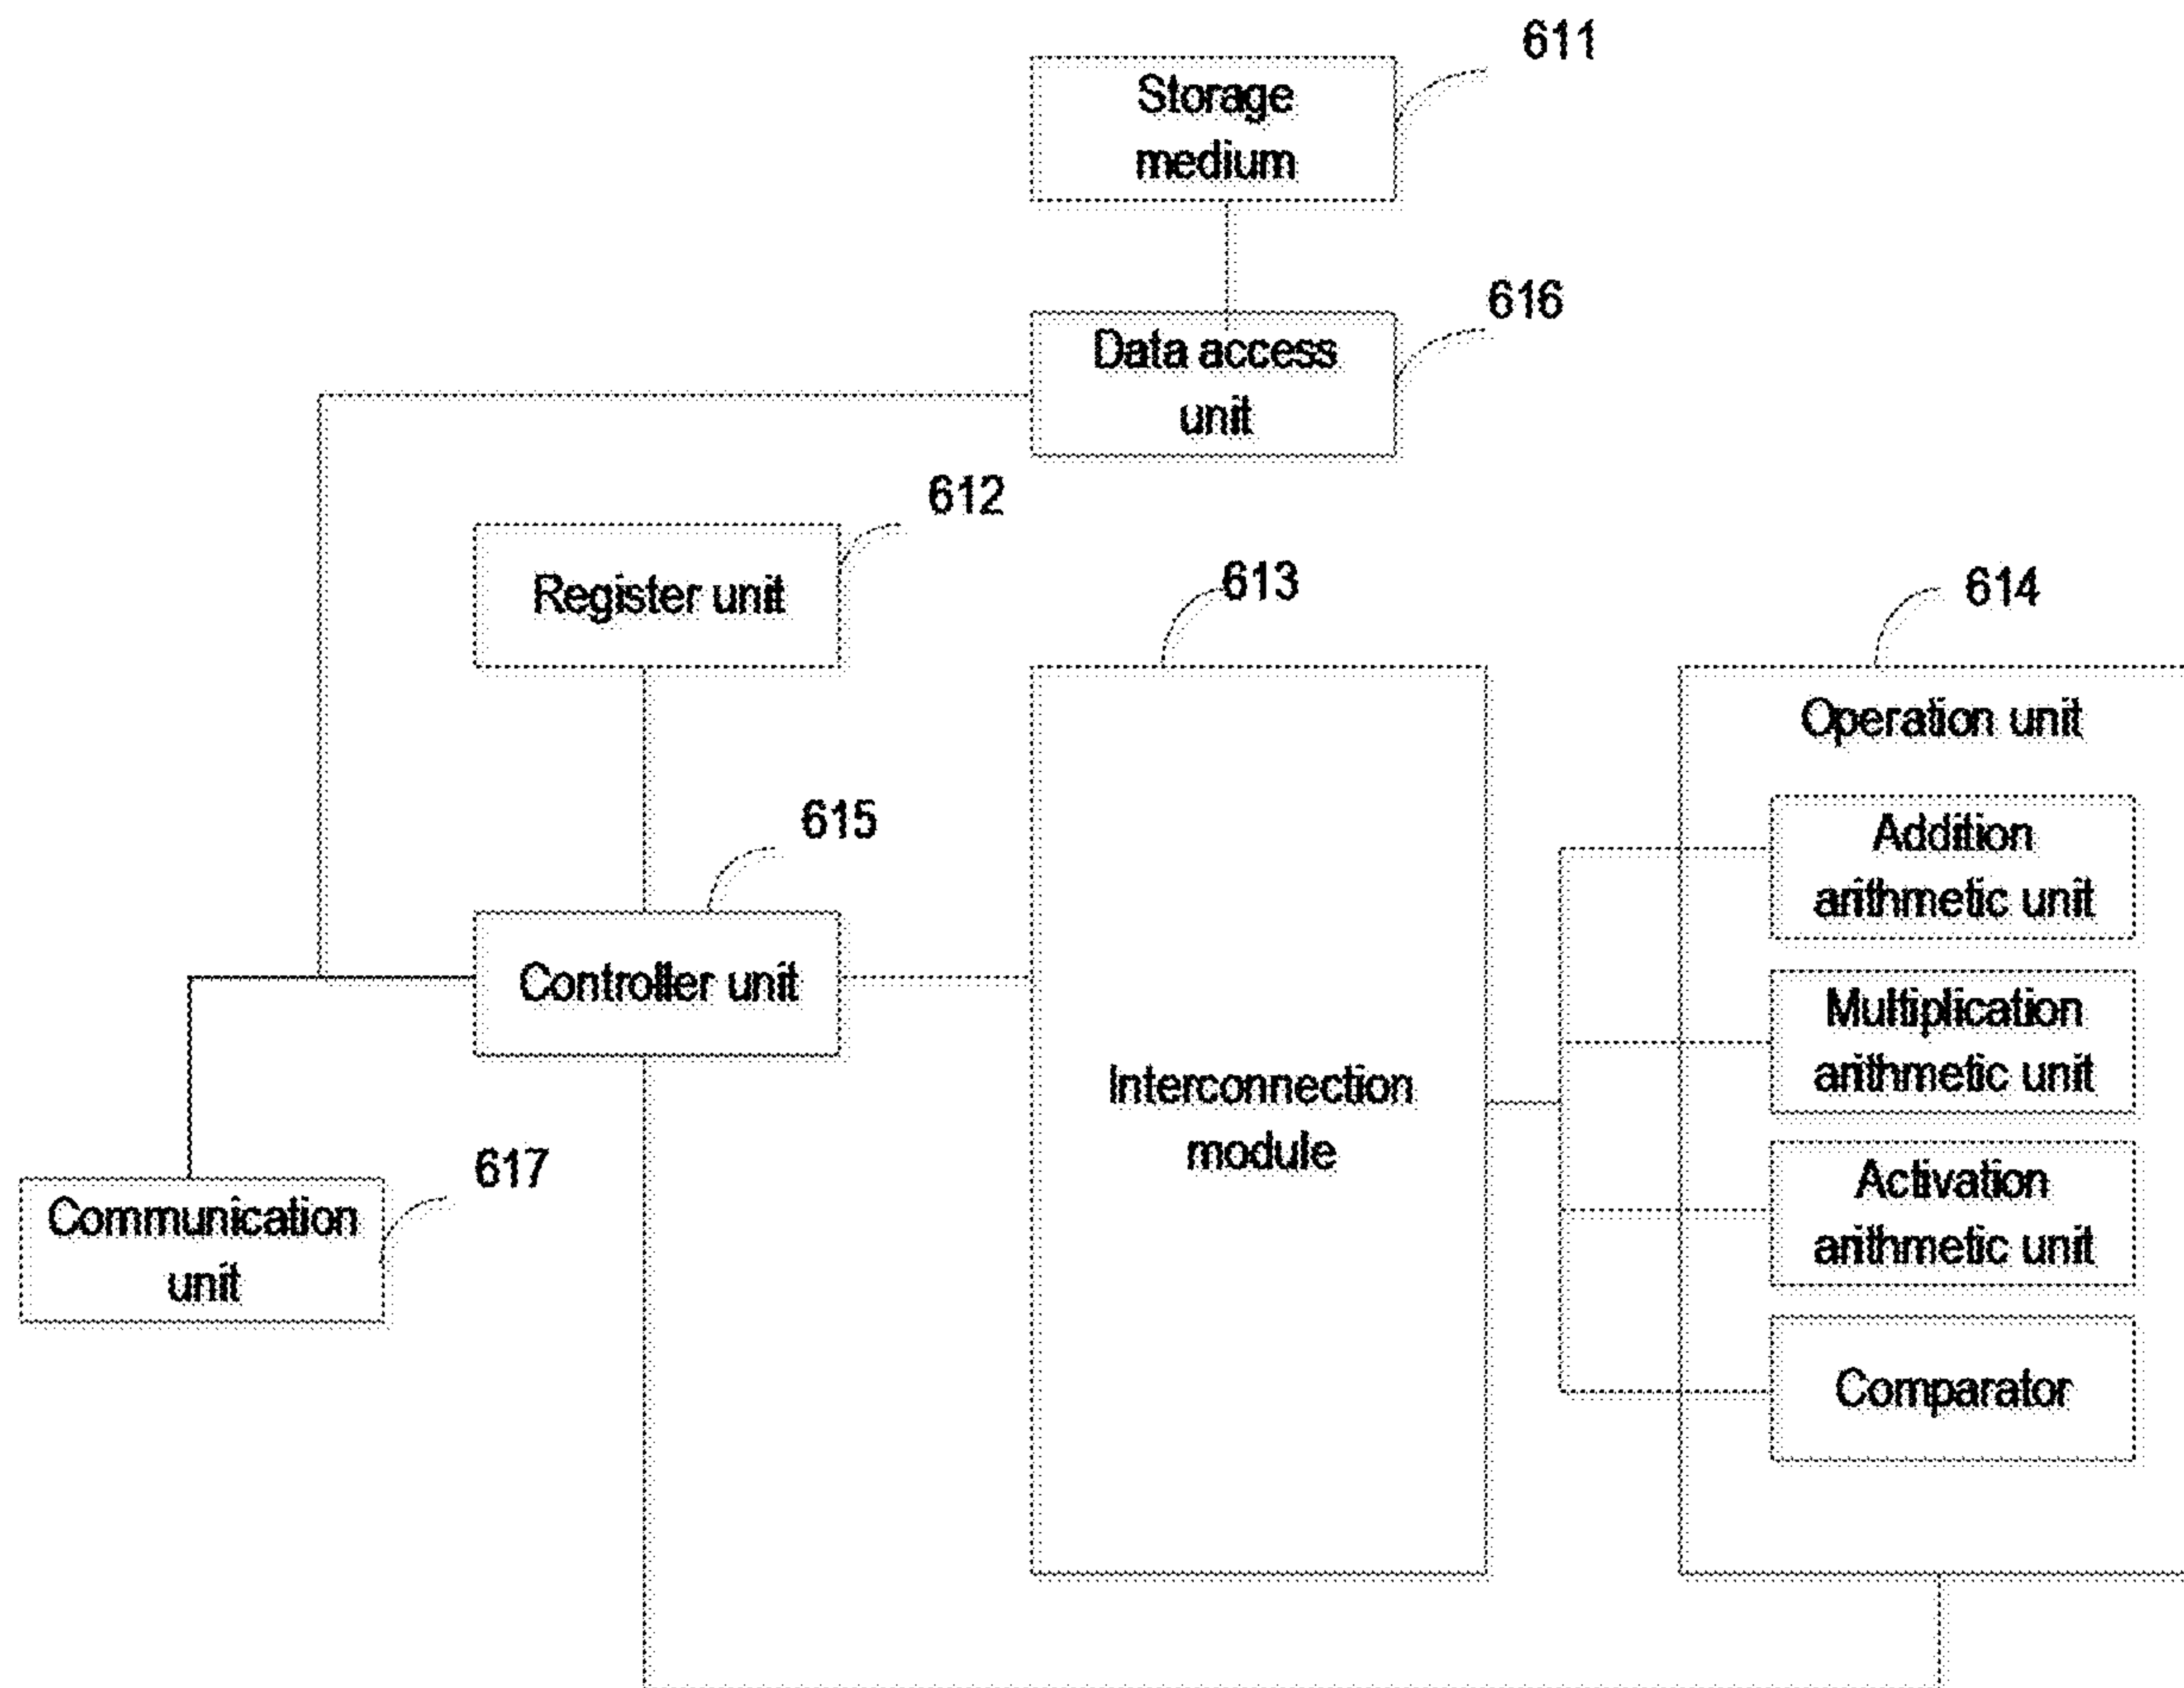 611
Storage
medium
616
Data access
unit
612
Register unit
613
614
Operation unit
615
Addition
arithmetic unit
Controller unit
Multiplication
arithmetic unit
Interconnection
module
617
Communication
unit
Activation
arithmetic unit
Comparator